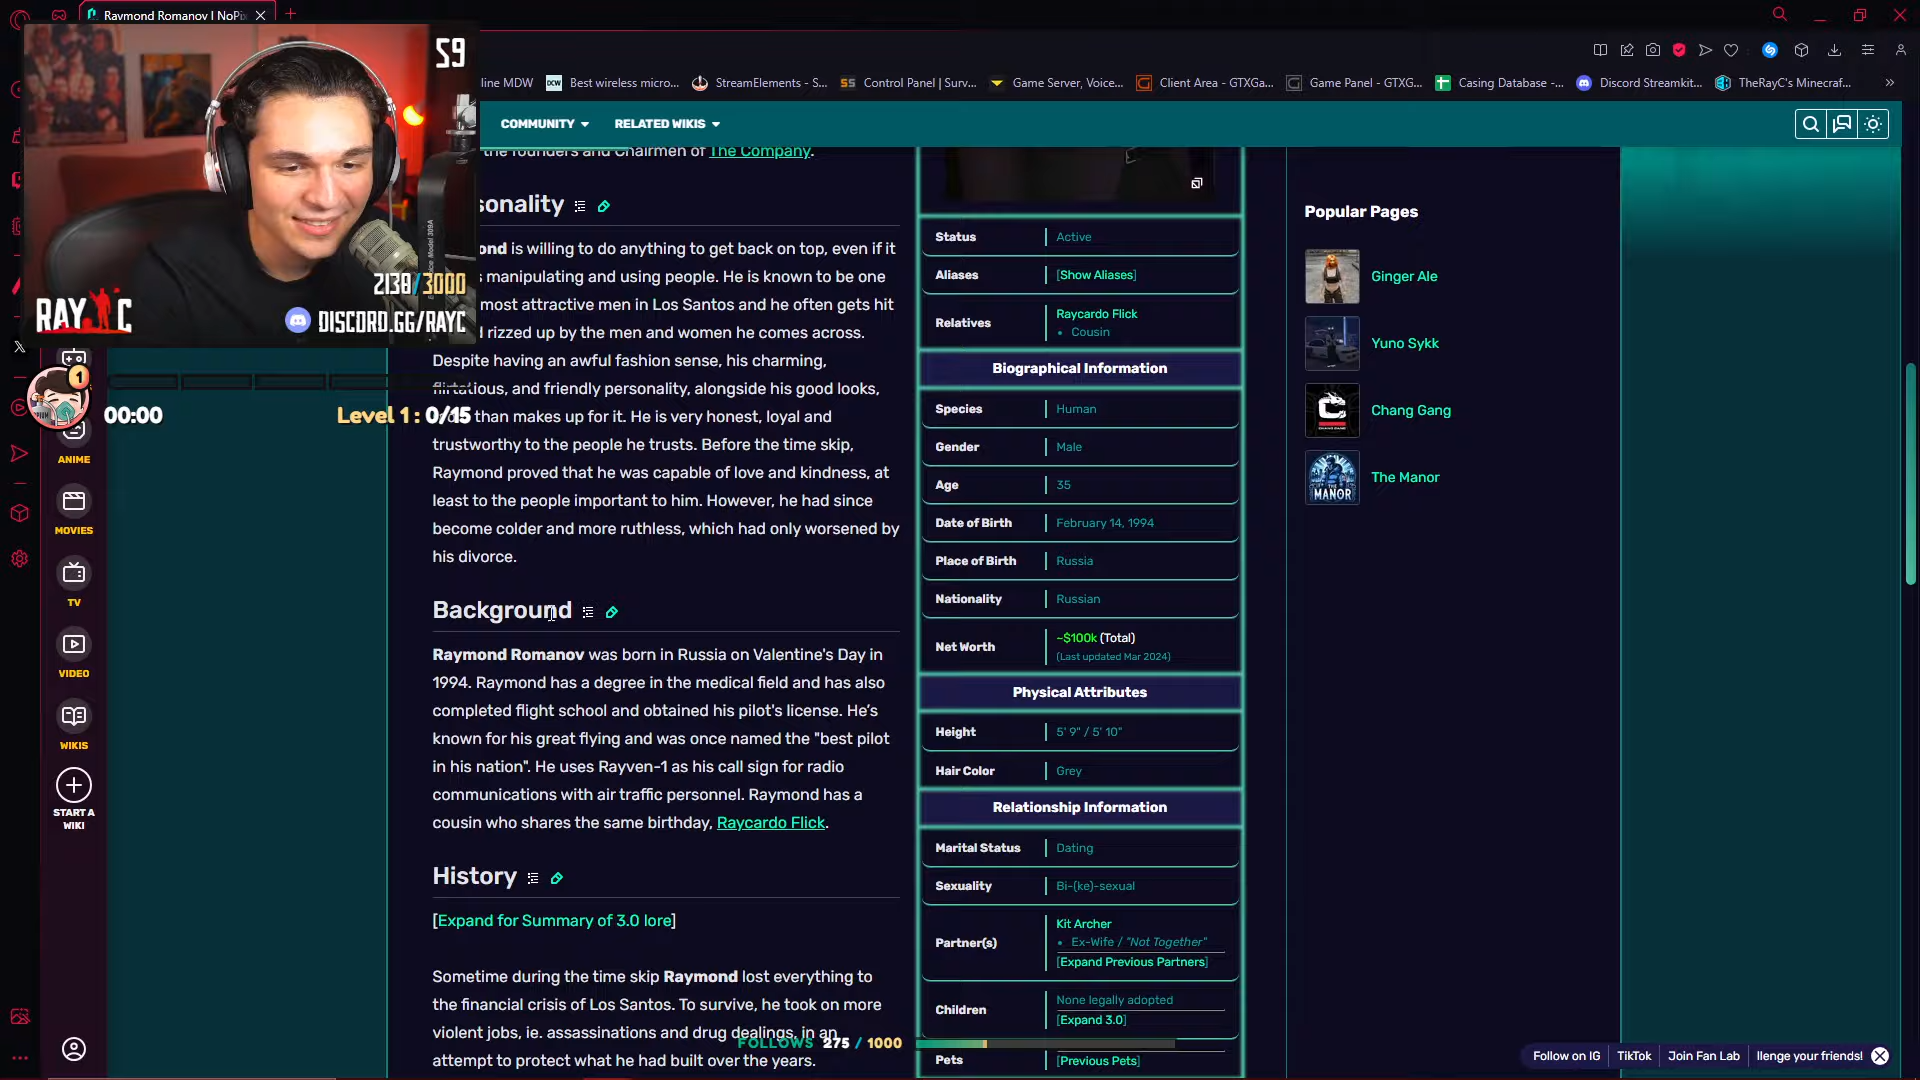 Raymond Romanov | NoPix
59
2138/3000
RAY C
DISCORD.GG/RAYC
1
00:00
Level 1 : 0/15
line MDW
DCW
Best wireless micro...
StreamElements - S...
SS
Control Panel | Surv...
Game Server, Voice...
Client Area - GTXGa...
Game Panel - GTXG...
Casing Database -...
Discord Streamkit...
TheRayC's Minecraf...
COMMUNITY
RELATED WIKIS
ANIME
MOVIES
TV
VIDEO
WIKIS
START A
WIKI
the founders and Chairmen of The Company.
sonality
ond is willing to do anything to get back on top, even if it
s manipulating and using people. He is known to be one
most attractive men in Los Santos and he often gets hit
d rizzed up by the men and women he comes across.
Despite having an awful fashion sense, his charming,
flirtatious, and friendly personality, alongside his good looks,
than makes up for it. He is very honest, loyal and
trustworthy to the people he trusts. Before the time skip,
Raymond proved that he was capable of love and kindness, at
least to the people important to him. However, he had since
become colder and more ruthless, which had only worsened by
his divorce.
Background
Raymond Romanov was born in Russia on Valentine's Day in
1994. Raymond has a degree in the medical field and has also
completed flight school and obtained his pilot's license. He's
known for his great flying and was once named the "best pilot
in his nation". He uses Rayven-1 as his call sign for radio
communications with air traffic personnel. Raymond has a
cousin who shares the same birthday, Raycardo Flick.
History
[Expand for Summary of 3.0 lore]
Sometime during the time skip Raymond lost everything to
the financial crisis of Los Santos. To survive, he took on more
violent jobs, ie. assassinations and drug dealings, in an
attempt to protect what he had built over the years.
FOLLOWS 275 / 1000
Status Active
Aliases [Show Aliases]
Relatives Raycardo Flick
• Cousin
Biographical Information
Species Human
Gender Male
Age 35
Date of Birth February 14, 1994
Place of Birth Russia
Nationality Russian
Net Worth ~$100k (Total)
(Last updated Mar 2024)
Physical Attributes
Height 5' 9" / 5' 10"
Hair Color Grey
Relationship Information
Marital Status Dating
Sexuality Bi-(ke)-sexual
Partner(s) Kit Archer
• Ex-Wife / "Not Together"
[Expand Previous Partners]
Children None legally adopted
[Expand 3.0]
Pets [Previous Pets]
Popular Pages
Ginger Ale
Yuno Sykk
Chang Gang
The Manor
THE MANOR
Follow on IG
TikTok
Join Fan Lab
llenge your friends!